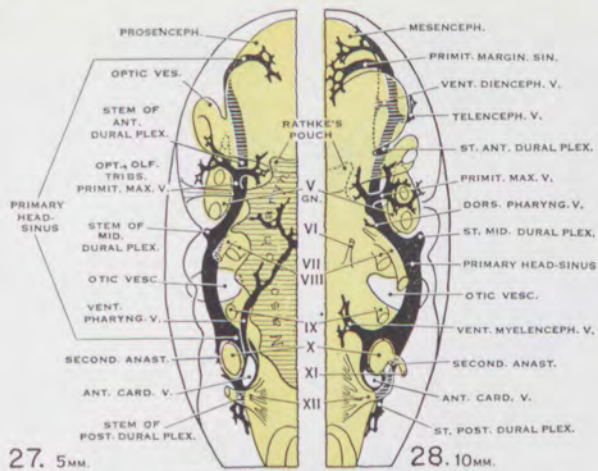 PROSENCEPH.
OPTIC VES.
STEM OF
ANT.
DURAL PLEX.
OPT., OLF.
TRIBS.
PRIMIT. MAX. V.
PRIMARY
HEAD-
SINUS
STEM OF
MID.
DURAL PLEX.
OTIC VESC.
VENT.
PHARYNG. V.
SECOND. ANAST.
ANT. CARD. V.
STEM OF
POST. DURAL PLEX.
27. 5MM.
RATHKE'S
POUCH
V
GN.
VI
VII
VIII
IX
X
XI
XII
Nasopharynx
MESENCEPH.
PRIMIT. MARGIN. SIN.
VENT. DIENCEPH. V.
TELENCEPH. V.
ST. ANT. DURAL PLEX.
PRIMIT. MAX. V.
DORS. PHARYNG. V.
ST. MID. DURAL PLEX.
PRIMARY HEAD-SINUS
OTIC VESC.
VENT. MYELENCEPH. V.
SECOND. ANAST.
ANT. CARD. V.
ST. POST. DURAL PLEX.
28. 10MM.